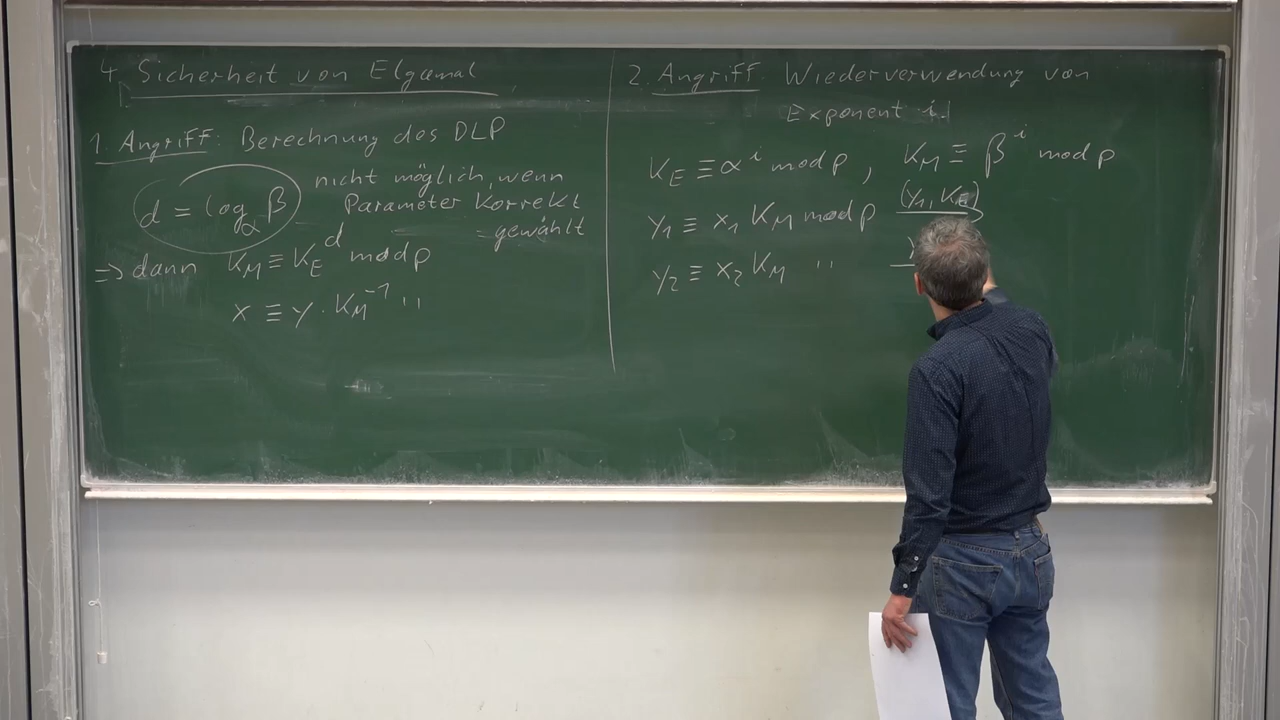 4. Sicherheit von Elgamal
1. Angriff: Berechnung des DLP
d = log_α β nicht möglich, wenn
Parameter korrekt
gewählt
⇒ dann K_M ≡ K_E^d mod p
x ≡ y · K_M^-1 "
2. Angriff: Wiederverwendung von
Exponent i.
K_E ≡ α^i mod p, K_M ≡ β^i mod p
y_1 ≡ x_1 K_M mod p (y_1, K_E)
y_2 ≡ x_2 K_M "